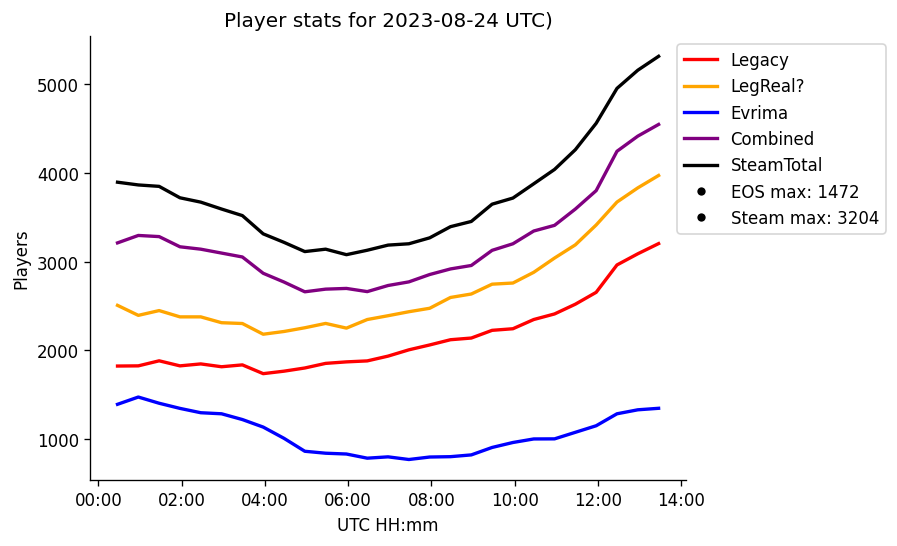 Player stats for 2023-08-24 UTC)
Players
5000
4000
3000
2000
1000
00:00 02:00 04:00 06:00 08:00 10:00 12:00 14:00
UTC HH:mm
Legacy
LegReal?
Evrima
Combined
SteamTotal
EOS max: 1472
Steam max: 3204